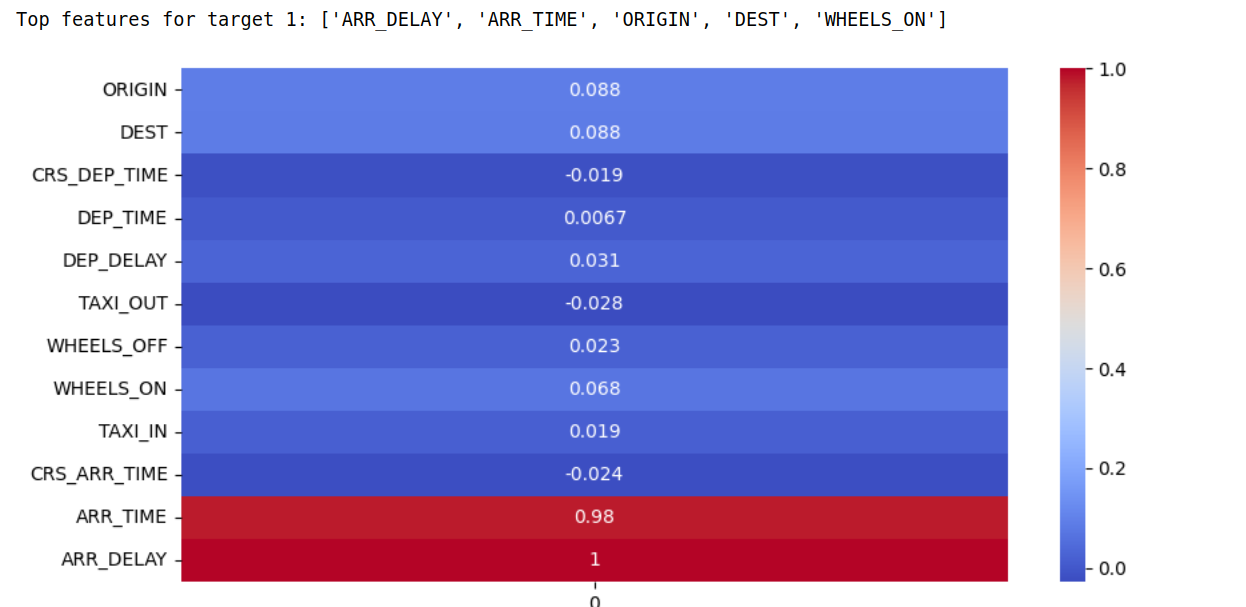 Top features for target 1: ['ARR_DELAY', 'ARR_TIME', 'ORIGIN', 'DEST', 'WHEELS_ON']
ORIGIN 0.088
DEST 0.088
CRS_DEP_TIME -0.019
DEP_TIME 0.0067
DEP_DELAY 0.031
TAXI_OUT -0.028
WHEELS_OFF 0.023
WHEELS_ON 0.068
TAXI_IN 0.019
CRS_ARR_TIME -0.024
ARR_TIME 0.98
ARR_DELAY 1
0
1.0
0.8
0.6
0.4
0.2
0.0